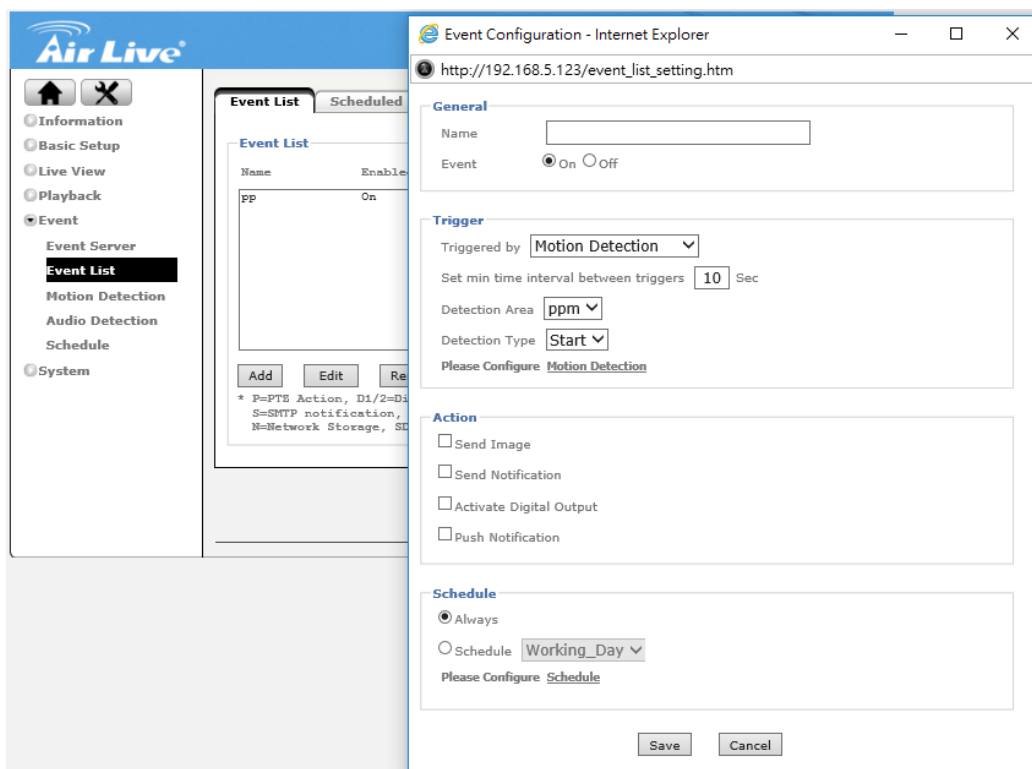 Air Live®
Information
Basic Setup
Live View
Playback
Event
Event Server
Event List
Motion Detection
Audio Detection
Schedule
System
Event List Scheduled
Event List
Name Enabled
pp On
Add Edit Re
* P=PTZ Action, D1/2=Di
S=SMTP notification,
N=Network Storage, SD
Event Configuration - Internet Explorer
http://192.168.5.123/event_list_setting.htm
General
Name
Event On Off
Trigger
Triggered by Motion Detection
Set min time interval between triggers 10 Sec
Detection Area ppm
Detection Type Start
Please Configure Motion Detection
Action
Send Image
Send Notification
Activate Digital Output
Push Notification
Schedule
Always
Schedule Working_Day
Please Configure Schedule
Save Cancel